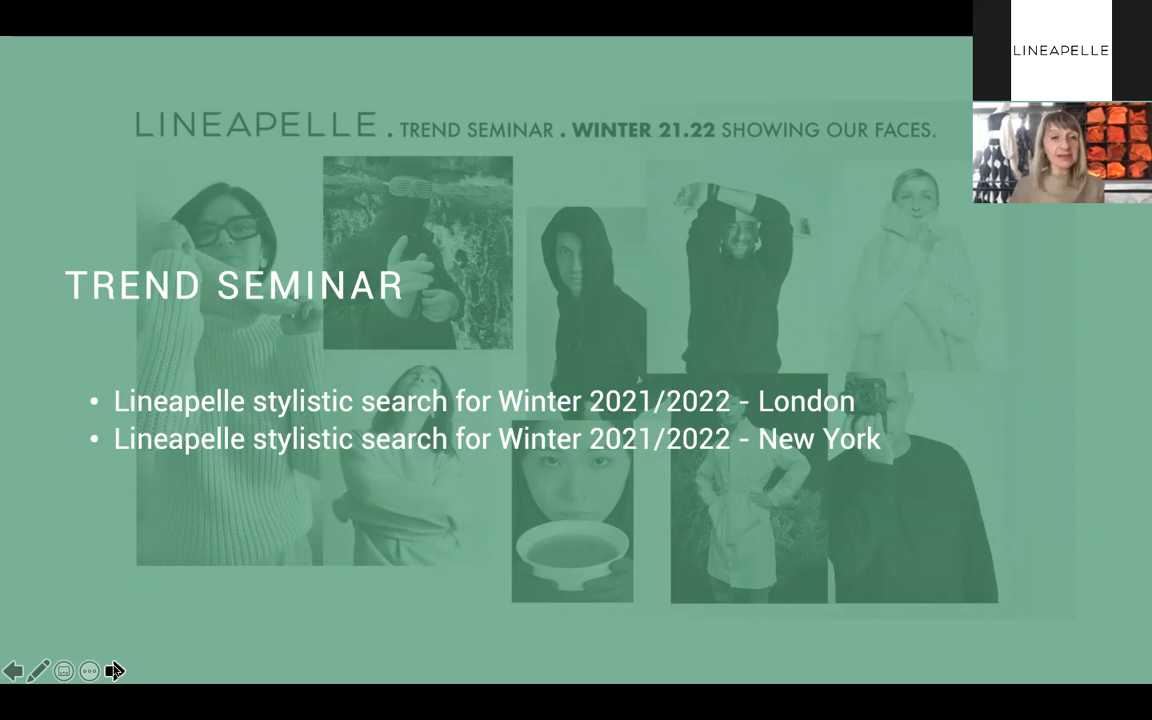 LINEAPELLE
LINEAPELLE . TREND SEMINAR . WINTER 21.22 SHOWING OUR FACES.
TREND SEMINAR
• Lineapelle stylistic search for Winter 2021/2022 - London
• Lineapelle stylistic search for Winter 2021/2022 - New York